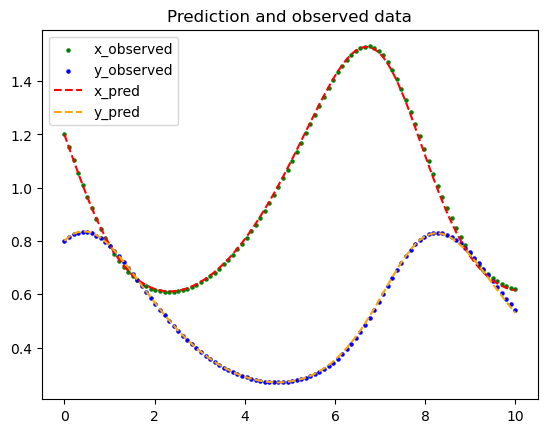 Prediction and observed data
x_observed
y_observed
x_pred
y_pred
1.4
1.2
1.0
0.8
0.6
0.4
0 2 4 6 8 10